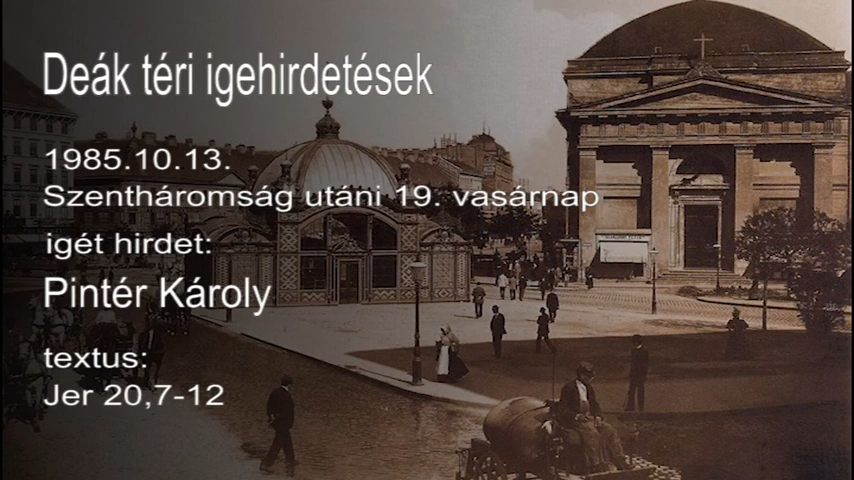 Deák téri igehirdetések
1985.10.13.
Szentháromság utáni 19. vasárnap
igét hirdet:
Pintér Károly
textus:
Jer 20,7-12